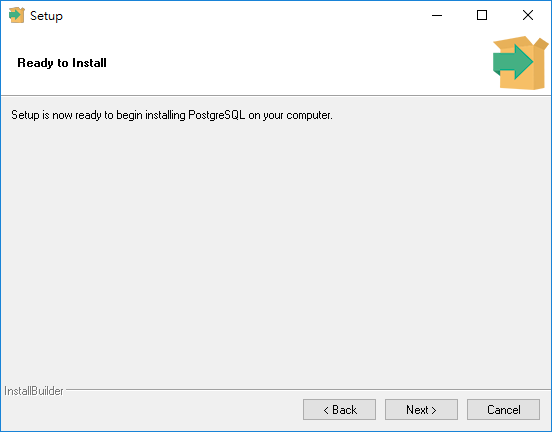 Setup
Ready to Install
Setup is now ready to begin installing PostgreSQL on your computer.
InstallBuilder
< Back
Next >
Cancel